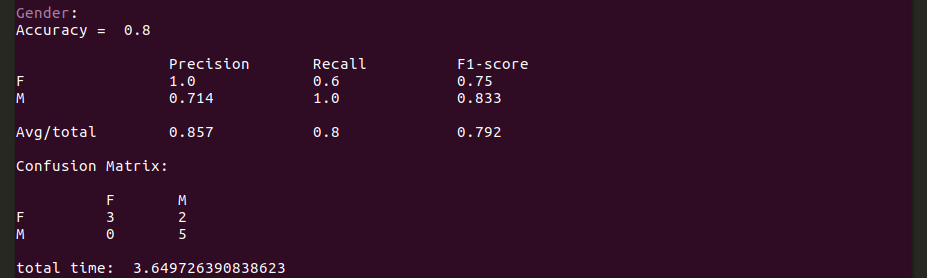 Gender:
Accuracy =  0.8
Precision Recall F1-score
F 1.0 0.6 0.75
M 0.714 1.0 0.833
Avg/total 0.857 0.8 0.792
Confusion Matrix:
F M
F 3 2
M 0 5
total time:  3.649726390838623